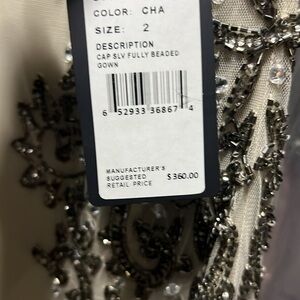 COLOR: CHA
SIZE: 2
DESCRIPTION
CAP SLV FULLY BEADED
GOWN
6 52933 36867 4
MANUFACTURER'S
SUGGESTED
RETAIL PRICE $360.00